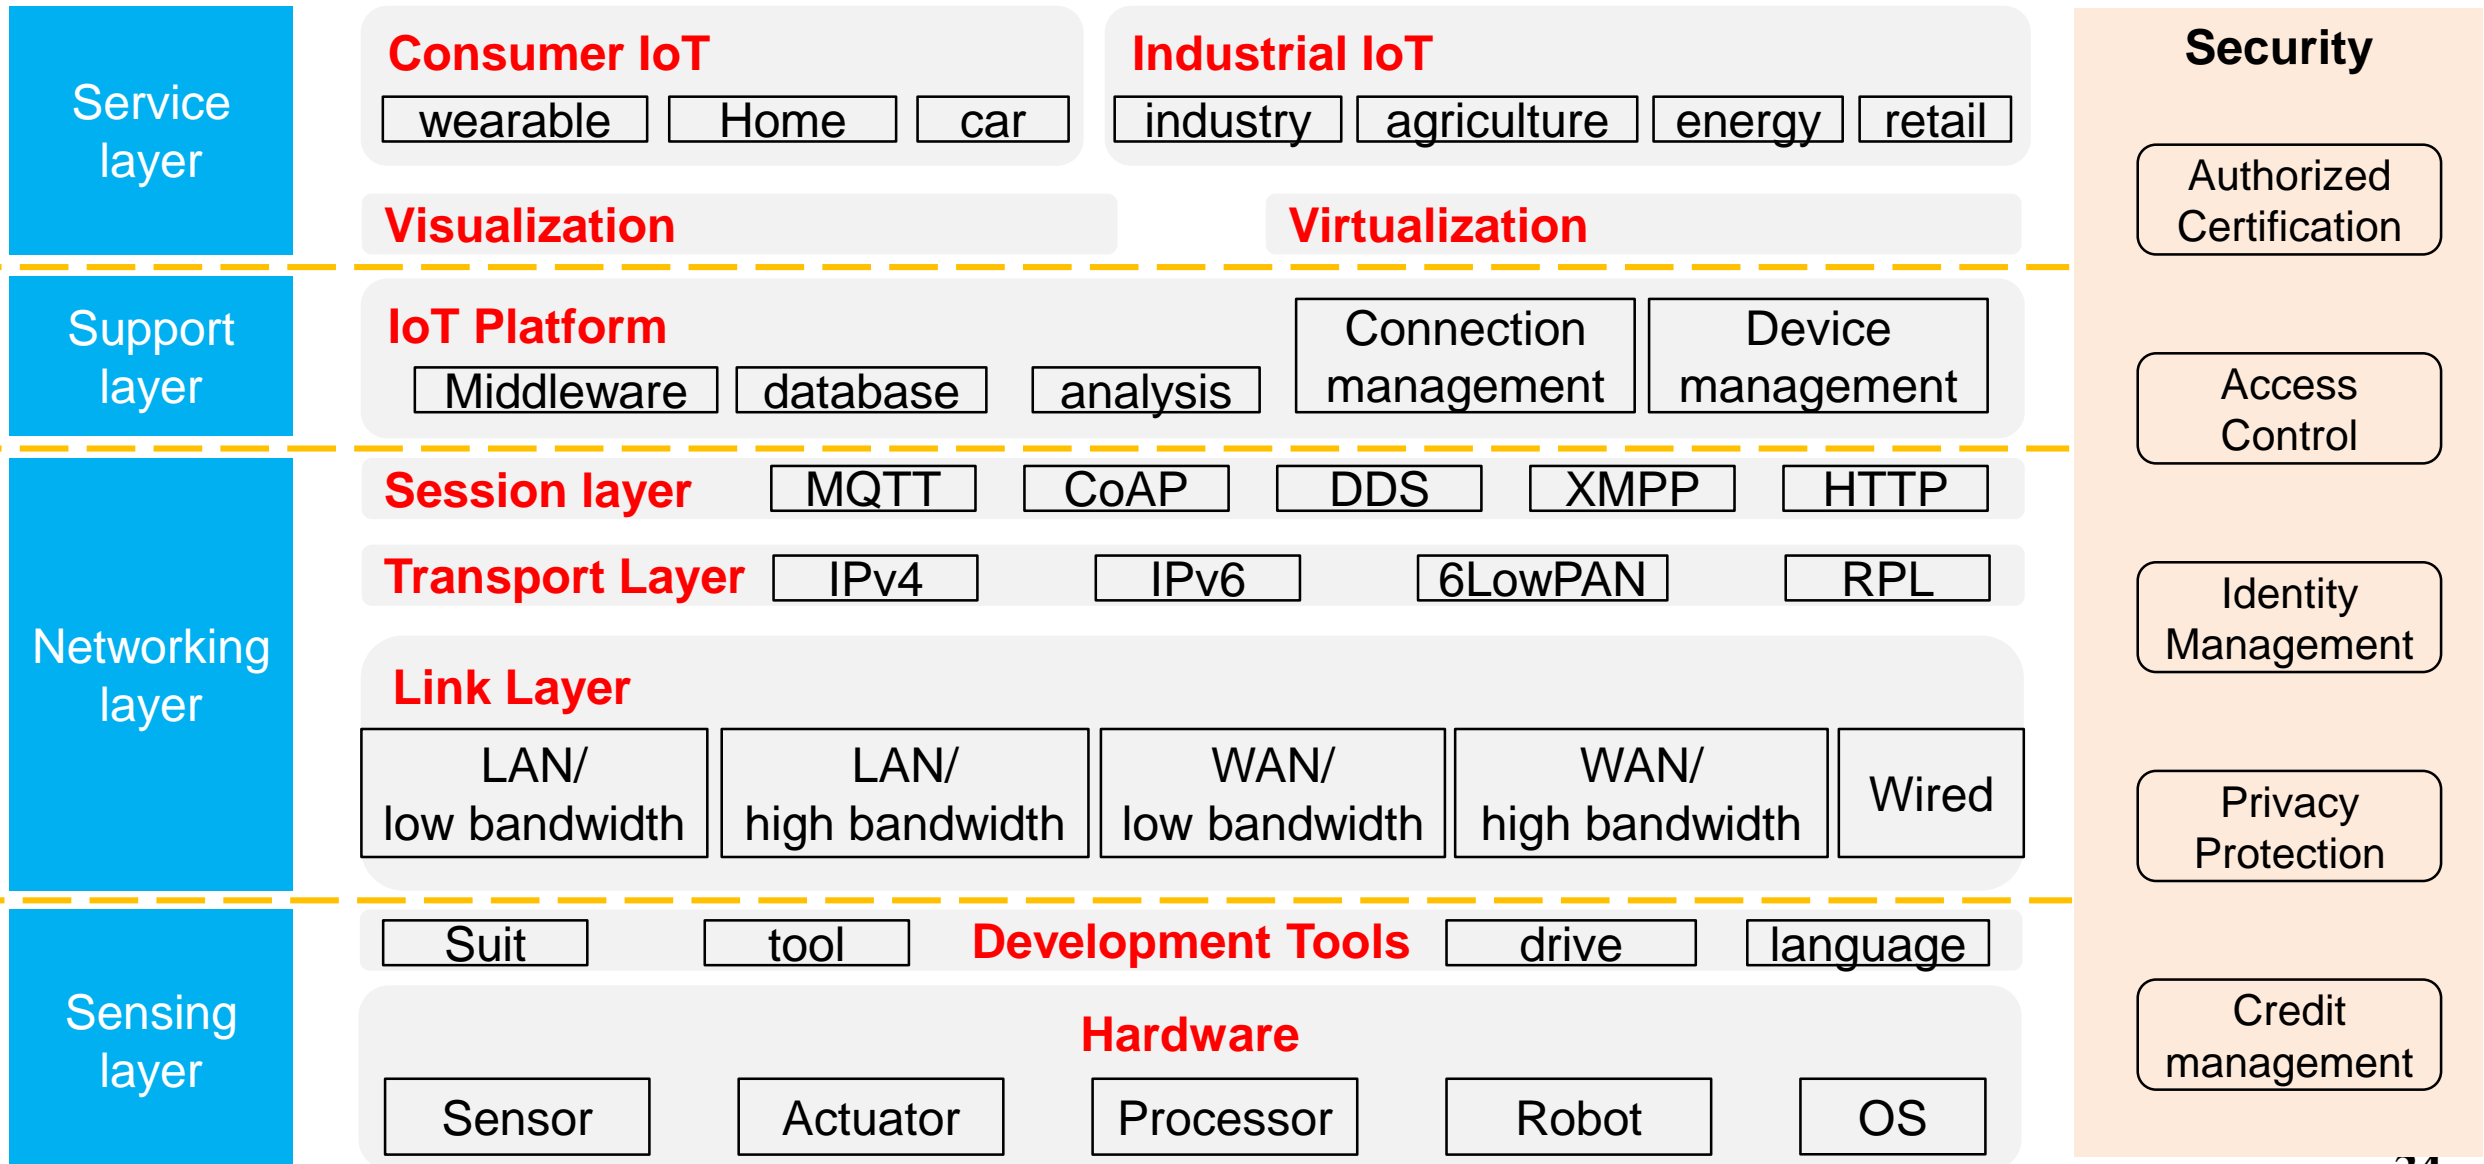 Service
layer
Consumer IoT
wearable
Home
car
Industrial IoT
industry
agriculture
energy
retail
Visualization
Virtualization
Support
layer
IoT Platform
Middleware
database
analysis
Connection
management
Device
management
Networking
layer
Session layer
MQTT
CoAP
DDS
XMPP
HTTP
Transport Layer
IPv4
IPv6
6LowPAN
RPL
Link Layer
LAN/
low bandwidth
LAN/
high bandwidth
WAN/
low bandwidth
WAN/
high bandwidth
Wired
Sensing
layer
Suit
tool
Development Tools
drive
language
Hardware
Sensor
Actuator
Processor
Robot
OS
Security
Authorized
Certification
Access
Control
Identity
Management
Privacy
Protection
Credit
management